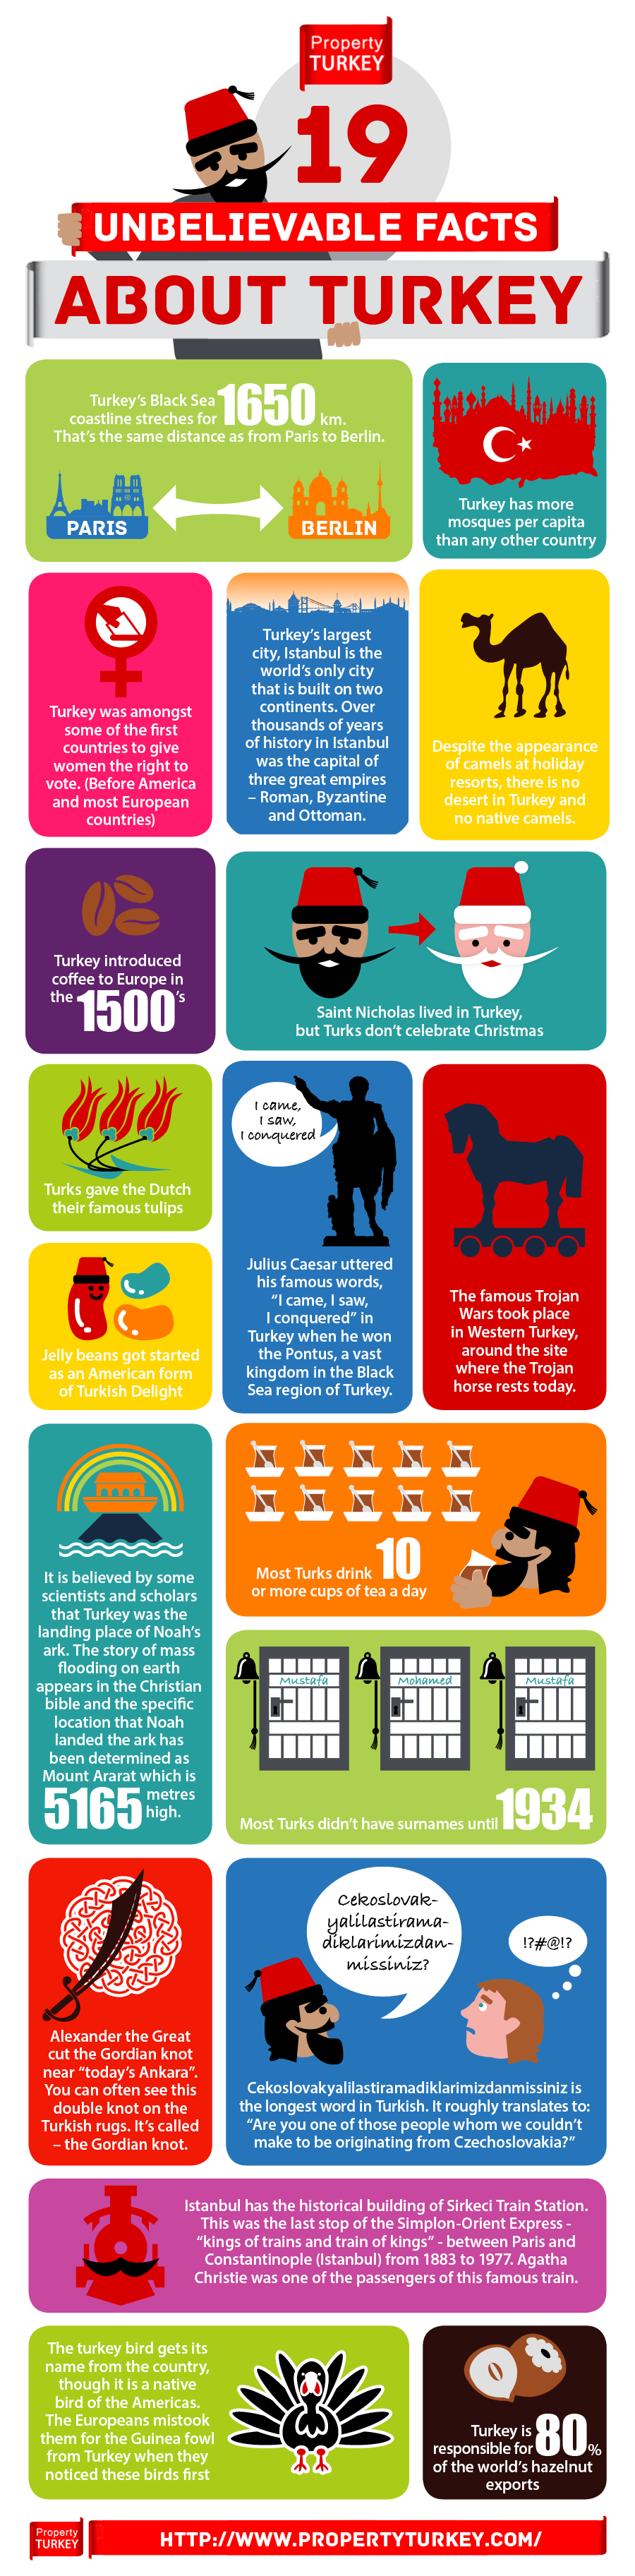 Property
TURKEY
19
UNBELIEVABLE FACTS
ABOUT TURKEY
Turkey's Black Sea
coastline streches for 1650 km.
That's the same distance as from Paris to Berlin.
PARIS
BERLIN
Turkey has more
mosques per capita
than any other country
Turkey was amongst
some of the first
countries to give
women the right to
vote. (Before America
and most European
countries)
Turkey's largest
city, Istanbul is the
world's only city
that is built on two
continents. Over
thousands of years
of history in Istanbul
was the capital of
three great empires
– Roman, Byzantine
and Ottoman.
Despite the appearance
of camels at holiday
resorts, there is no
desert in Turkey and
no native camels.
Turkey introduced
coffee to Europe in
the 1500's
Saint Nicholas lived in Turkey,
but Turks don't celebrate Christmas
Turks gave the Dutch
their famous tulips
I came,
I saw,
I conquered
Julius Caesar uttered
his famous words,
"I came, I saw,
I conquered" in
Turkey when he won
the Pontus, a vast
kingdom in the Black
Sea region of Turkey.
The famous Trojan
Wars took place
in Western Turkey,
around the site
where the Trojan
horse rests today.
Jelly beans got started
as an American form
of Turkish Delight
It is believed by some
scientists and scholars
that Turkey was the
landing place of Noah's
ark. The story of mass
flooding on earth
appears in the Christian
bible and the specific
location that Noah
landed the ark has
been determined as
Mount Ararat which is
5165 metres
high.
Most Turks drink 10
or more cups of tea a day
Mustafa
Mohamed
Mustafa
Most Turks didn't have surnames until 1934
Alexander the Great
cut the Gordian knot
near "today's Ankara".
You can often see this
double knot on the
Turkish rugs. It's called
– the Gordian knot.
Cekoslovak-
yalilastirama-
diklarimizdan-
missiniz?
!?#@!?
Cekoslovakyalilastiramadiklarimizdanmissiniz is
the longest word in Turkish. It roughly translates to:
"Are you one of those people whom we couldn't
make to be originating from Czechoslovakia?"
Istanbul has the historical building of Sirkeci Train Station.
This was the last stop of the Simplon-Orient Express -
"kings of trains and train of kings" - between Paris and
Constantinople (Istanbul) from 1883 to 1977. Agatha
Christie was one of the passengers of this famous train.
The turkey bird gets its
name from the country,
though it is a native
bird of the Americas.
The Europeans mistook
them for the Guinea fowl
from Turkey when they
noticed these birds first
Turkey is
responsible for 80%
of the world's hazelnut
exports
Property
TURKEY
HTTP://WWW.PROPERTYTURKEY.COM/